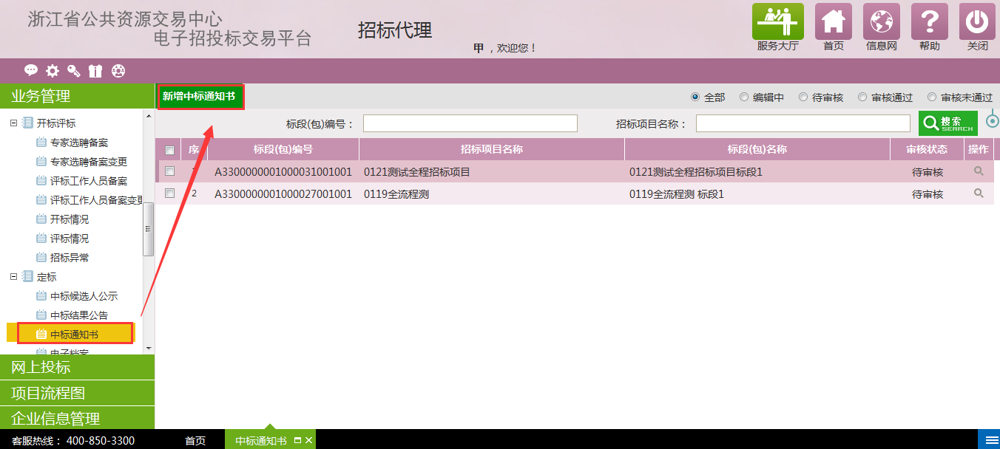 浙江省公共资源交易中心
电子招投标交易平台
招标代理
甲，欢迎您！
服务大厅
首页
信息网
帮助
关闭
业务管理
新增中标通知书
全部
编辑中
待审核
审核通过
审核未通过
标段(包)编号：
招标项目名称：
搜索
SEARCH
序
标段(包)编号
招标项目名称
标段(包)名称
审核状态
操作
A3300000001000031001001
0121测试全程招标项目
0121测试全程招标项目标段1
待审核
2
A3300000001000027001001
0119全流程测
0119全流程测 标段1
待审核
开标评标
专家选聘备案
专家选聘备案变更
评标工作人员备案
评标工作人员备案变更
开标情况
评标情况
招标异常
定标
中标候选人公示
中标结果公告
中标通知书
电子档案
网上投标
项目流程图
企业信息管理
客服热线： 400-850-3300
首页
中标通知书